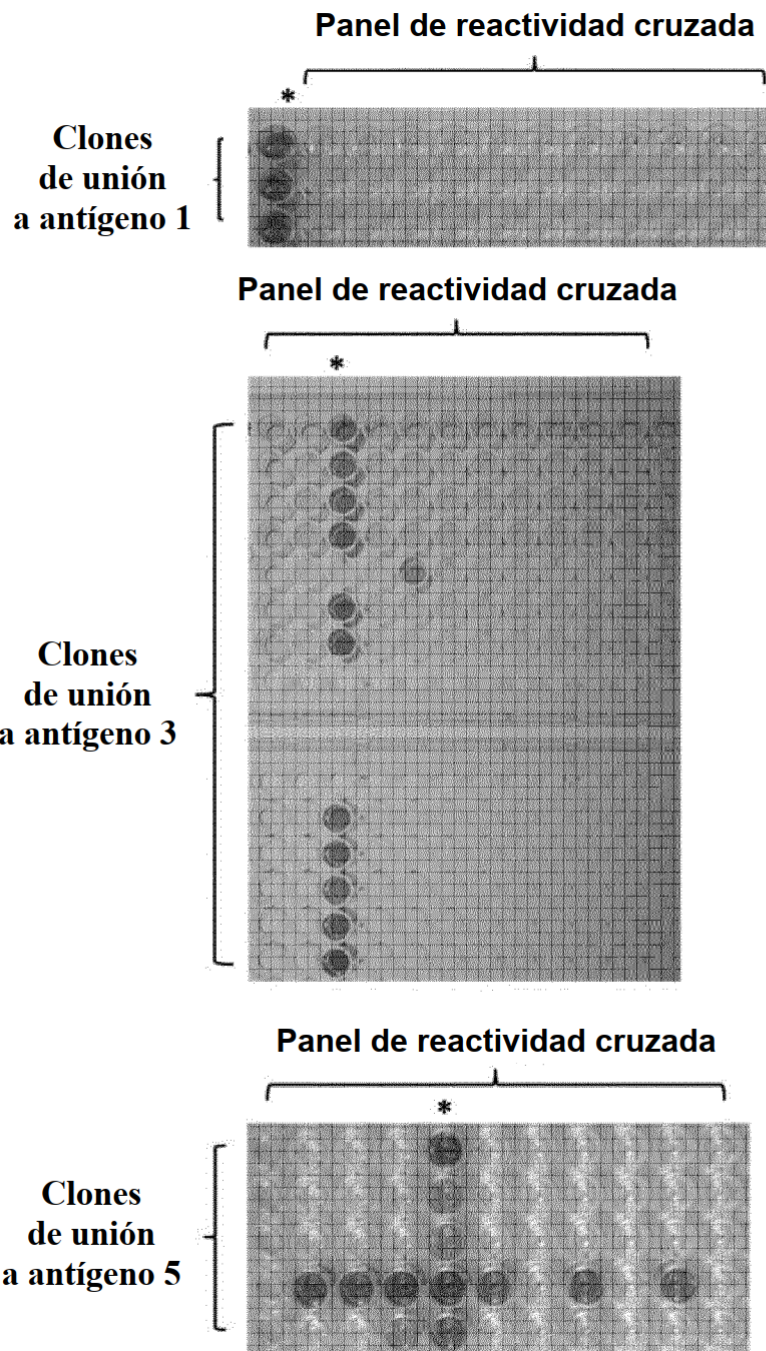 Panel de reactividad cruzada
*
Clones
de unión
a antígeno 1
Panel de reactividad cruzada
*
Clones
de unión
a antígeno 3
Panel de reactividad cruzada
*
Clones
de unión
a antígeno 5